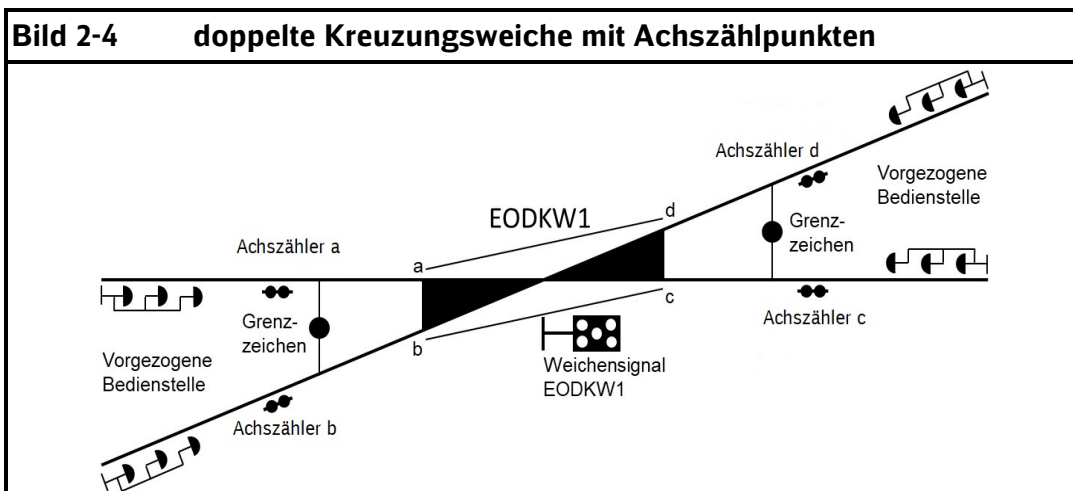 Bild 2-4 doppelte Kreuzungsweiche mit Achszählpunkten
Achszähler d
Vorgezogene
Bedienstelle
EODKW1
d
Grenz-
zeichen
Achszähler a
a
c
Achszähler c
Grenz-
zeichen
b
Vorgezogene
Bedienstelle
Weichensignal
EODKW1
Achszähler b